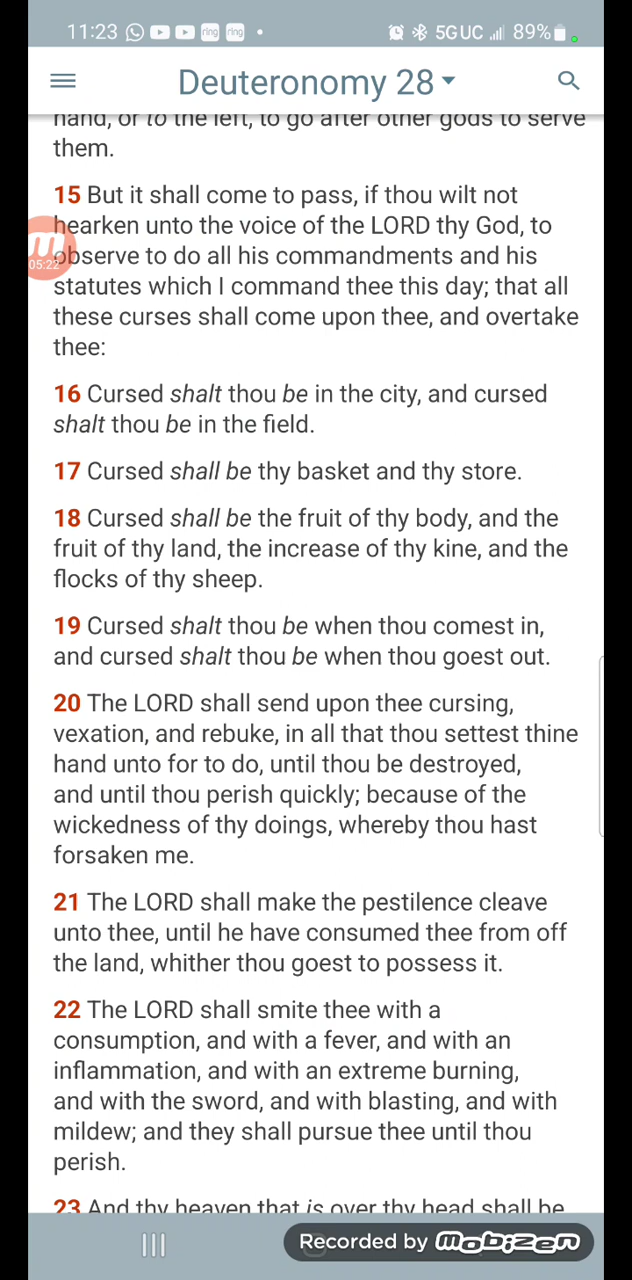 11:23 ring ring 5GUC 89%
Deuteronomy 28
hand, or to the left, to go after other gods to serve
them.
15 But it shall come to pass, if thou wilt not
hearken unto the voice of the LORD thy God, to
observe to do all his commandments and his
05:22
statutes which I command thee this day; that all
these curses shall come upon thee, and overtake
thee:
16 Cursed shalt thou be in the city, and cursed
shalt thou be in the field.
17 Cursed shall be thy basket and thy store.
18 Cursed shall be the fruit of thy body, and the
fruit of thy land, the increase of thy kine, and the
flocks of thy sheep.
19 Cursed shalt thou be when thou comest in,
and cursed shalt thou be when thou goest out.
20 The LORD shall send upon thee cursing,
vexation, and rebuke, in all that thou settest thine
hand unto for to do, until thou be destroyed,
and until thou perish quickly; because of the
wickedness of thy doings, whereby thou hast
forsaken me.
21 The LORD shall make the pestilence cleave
unto thee, until he have consumed thee from off
the land, whither thou goest to possess it.
22 The LORD shall smite thee with a
consumption, and with a fever, and with an
inflammation, and with an extreme burning,
and with the sword, and with blasting, and with
mildew; and they shall pursue thee until thou
perish.
23 And thy heaven that is over thy head shall be
Recorded by mobizen